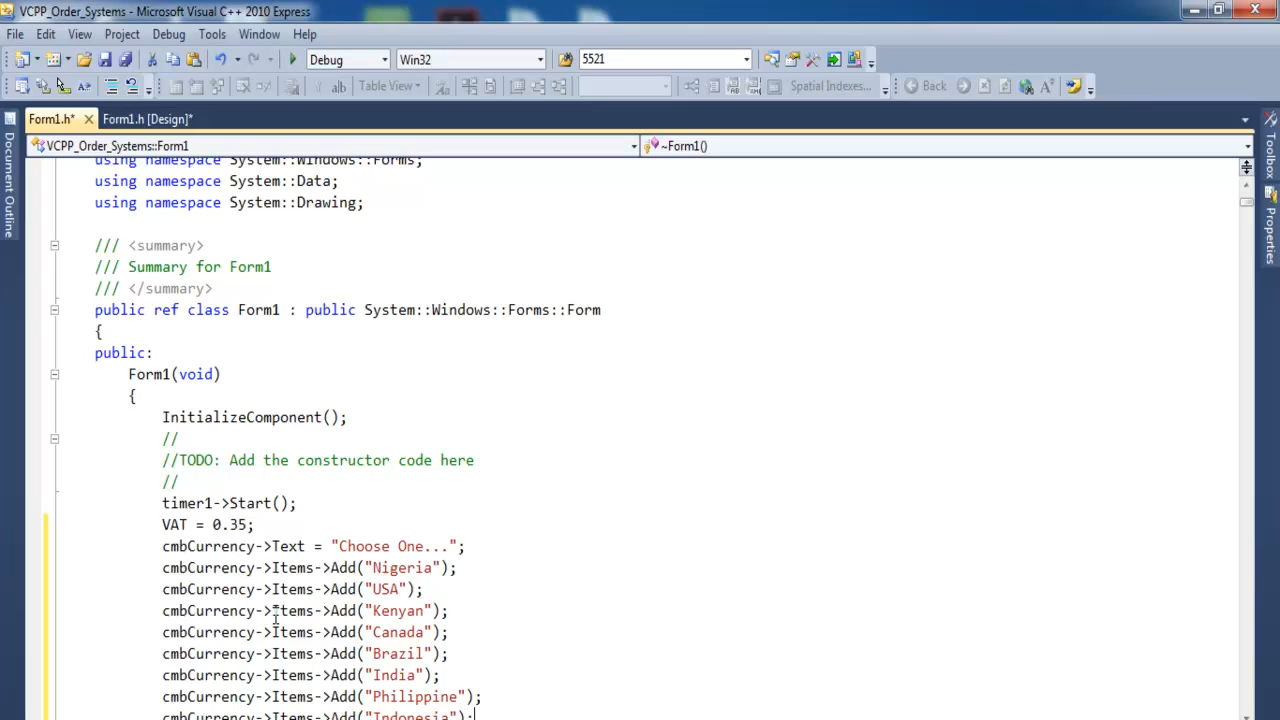 VCPP_Order_Systems - Microsoft Visual C++ 2010 Express
File Edit View Project Debug Tools Window Help
Debug Win32 5521
Table View Spatial Indexes... Back
Form1.h* Form1.h [Design]*
VCPP_Order_Systems::Form1 ~Form1()
Document Outline
Toolbox
Properties
using namespace System::Windows::Forms;
using namespace System::Data;
using namespace System::Drawing;
/// <summary>
/// Summary for Form1
/// </summary>
public ref class Form1 : public System::Windows::Forms::Form
{
public:
Form1(void)
{
InitializeComponent();
//
//TODO: Add the constructor code here
//
timer1->Start();
VAT = 0.35;
cmbCurrency->Text = "Choose One...";
cmbCurrency->Items->Add("Nigeria");
cmbCurrency->Items->Add("USA");
cmbCurrency->Items->Add("Kenyan");
cmbCurrency->Items->Add("Canada");
cmbCurrency->Items->Add("Brazil");
cmbCurrency->Items->Add("India");
cmbCurrency->Items->Add("Philippine");
cmbCurrency->Items->Add("Indonesia");